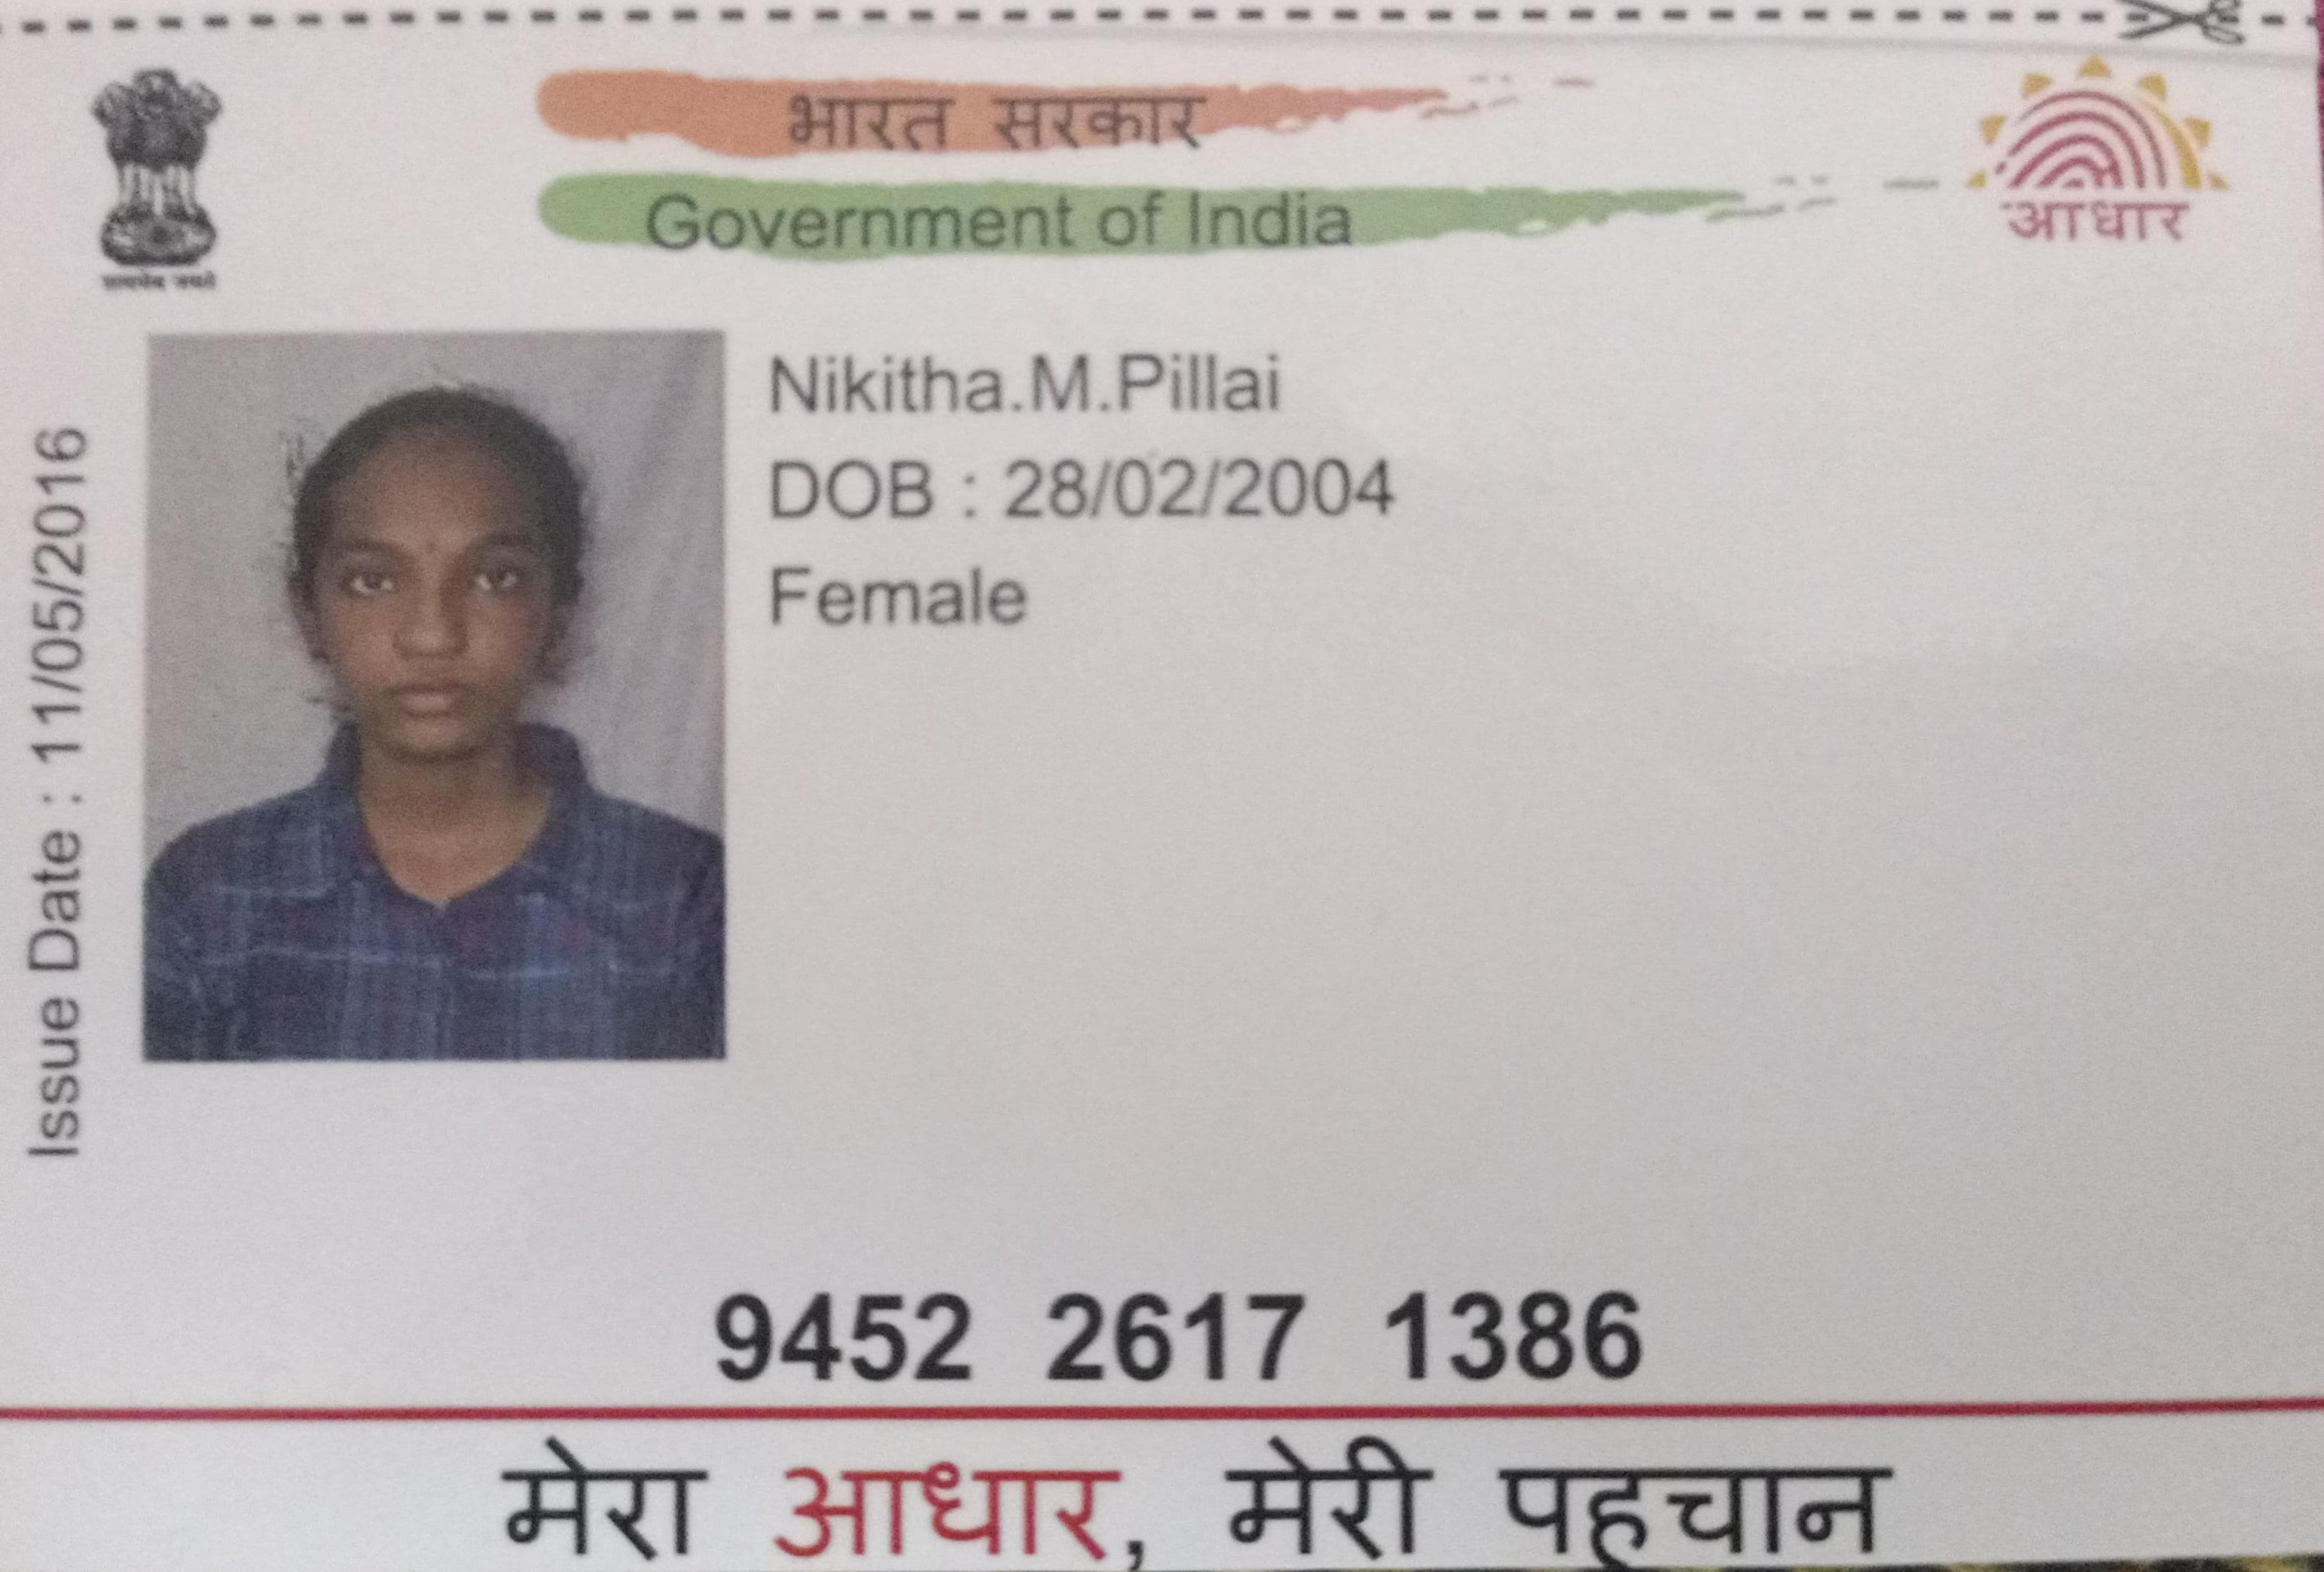 भारत सरकार
Government of India
आधार
सत्यमेव जयते
Nikitha.M.Pillai
DOB : 28/02/2004
Female
Issue Date : 11/05/2016
9452 2617 1386
मेरा आधार, मेरी पहचान